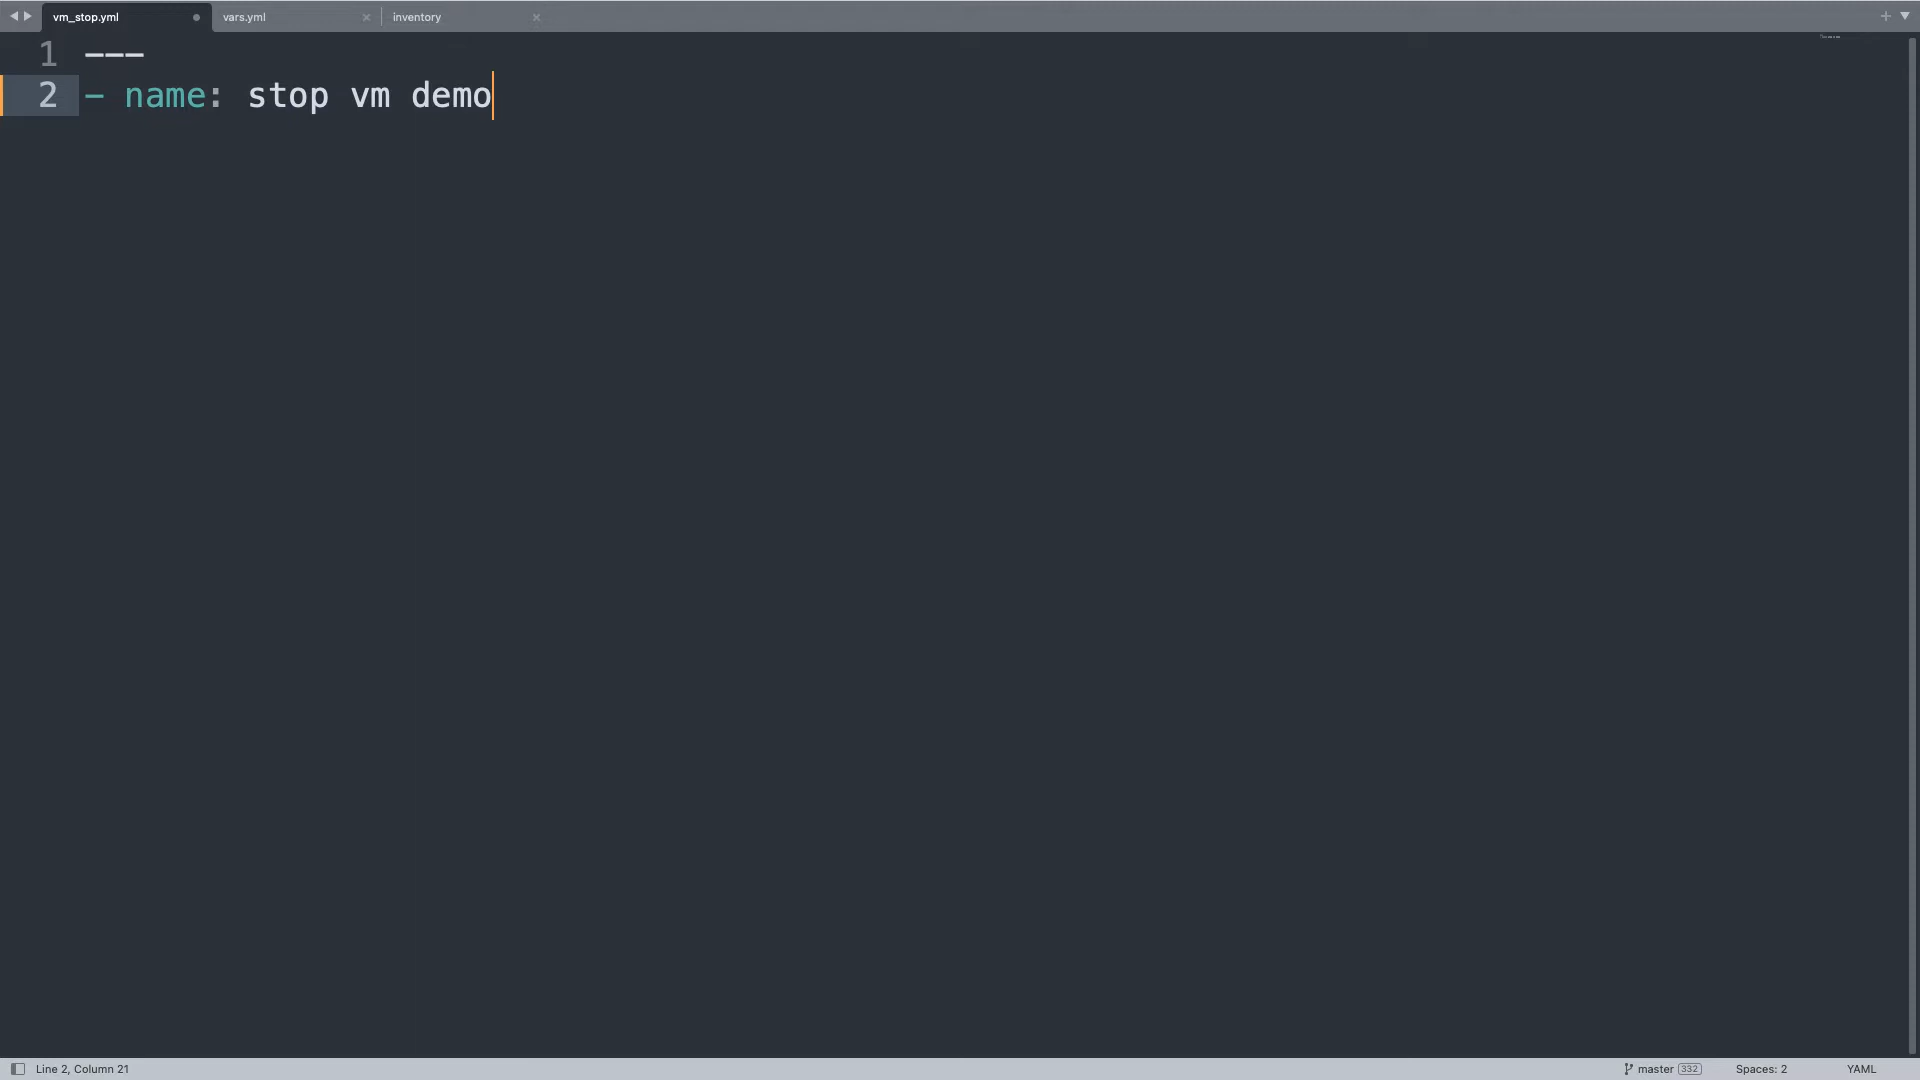 vm_stop.yml vars.yml inventory
1 ---
2 - name: stop vm demo
Line 2, Column 21 master 332 Spaces: 2 YAML